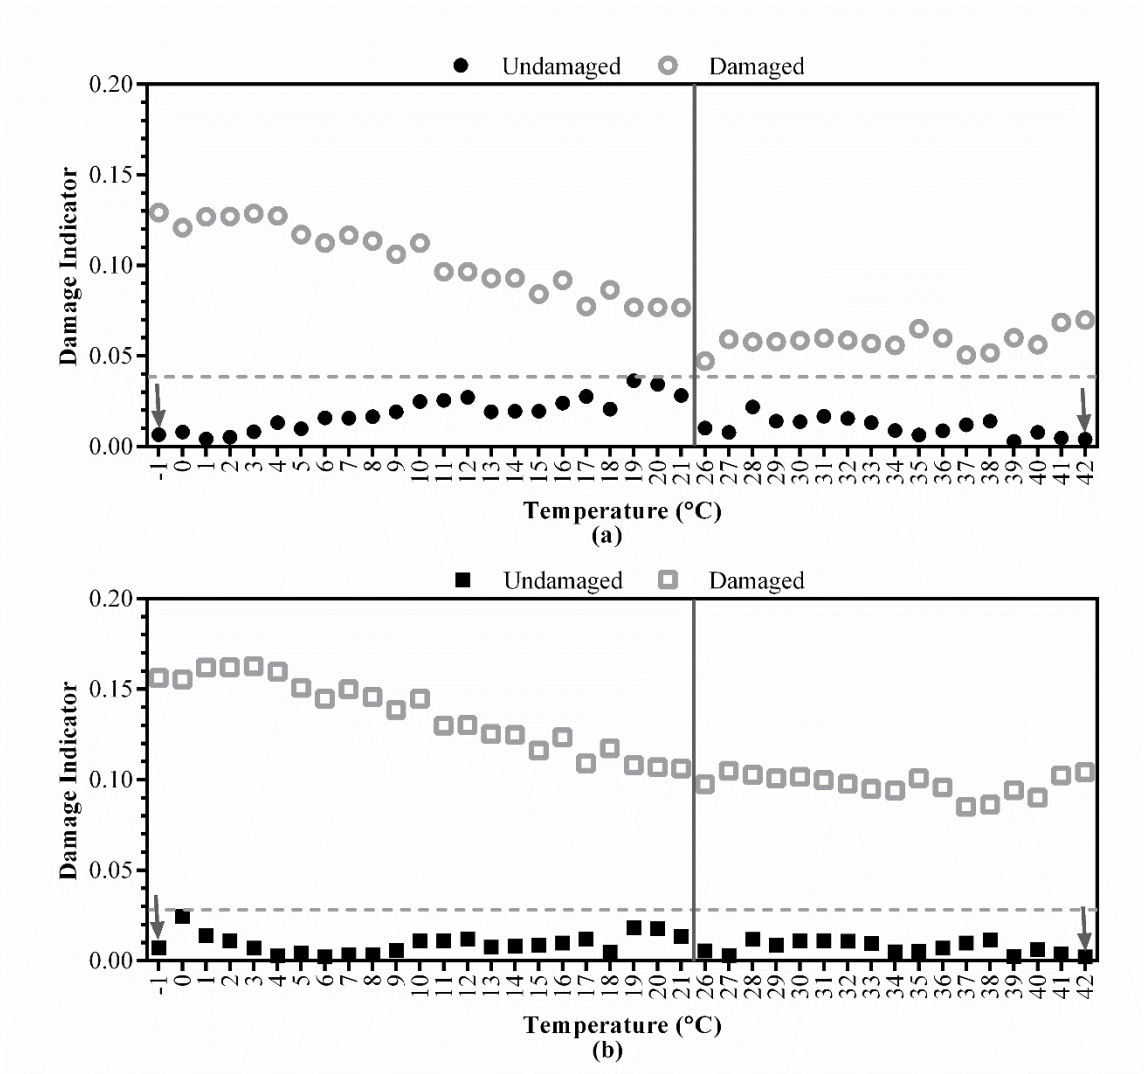 Undamaged Damaged
0.20
0.15
0.10
0.05
0.00
Damage Indicator
-1 0 1 2 3 4 5 6 7 8 9 10 11 12 13 14 15 16 17 18 19 20 21 26 27 28 29 30 31 32 33 34 35 36 37 38 39 40 41 42
Temperature (°C)
(a)
Undamaged Damaged
0.20
0.15
0.10
0.05
0.00
Damage Indicator
-1 0 1 2 3 4 5 6 7 8 9 10 11 12 13 14 15 16 17 18 19 20 21 26 27 28 29 30 31 32 33 34 35 36 37 38 39 40 41 42
Temperature (°C)
(b)